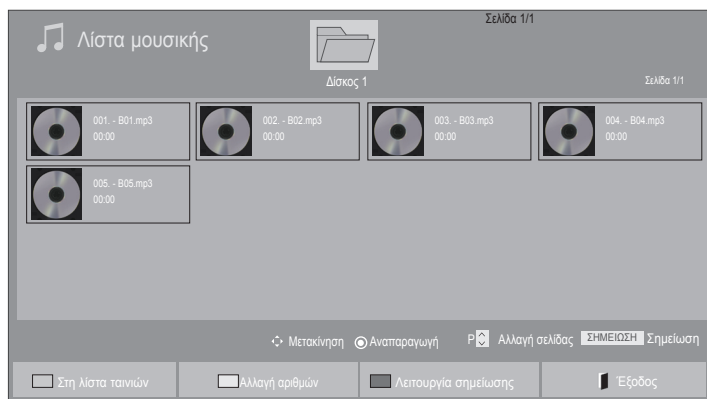 Σελίδα 1/1
Λίστα μουσικής
Δίσκος 1
Σελίδα 1/1
001. - B01.mp3
00:00
002. - B02.mp3
00:00
003. - B03.mp3
00:00
004. - B04.mp3
00:00
005. - B05.mp3
00:00
Μετακίνηση Αναπαραγωγή P Αλλαγή σελίδας ΣΗΜΕΙΩΣΗ Σημείωση
Στη λίστα ταινιών Αλλαγή αριθμών Λειτουργία σημείωσης Έξοδος